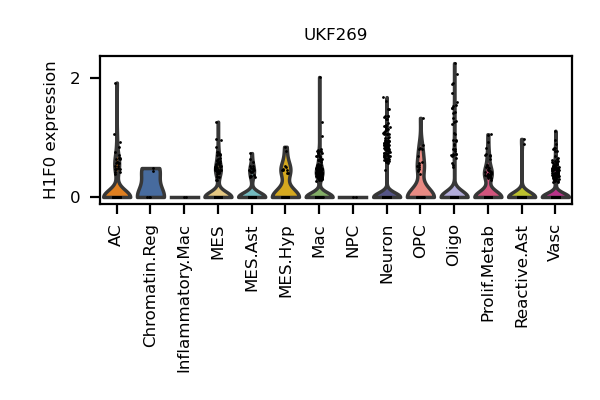 UKF269
H1F0 expression
2
0
AC
Chromatin.Reg
Inflammatory.Mac
MES
MES.Ast
MES.Hyp
Mac
NPC
Neuron
OPC
Oligo
Prolif.Metab
Reactive.Ast
Vasc